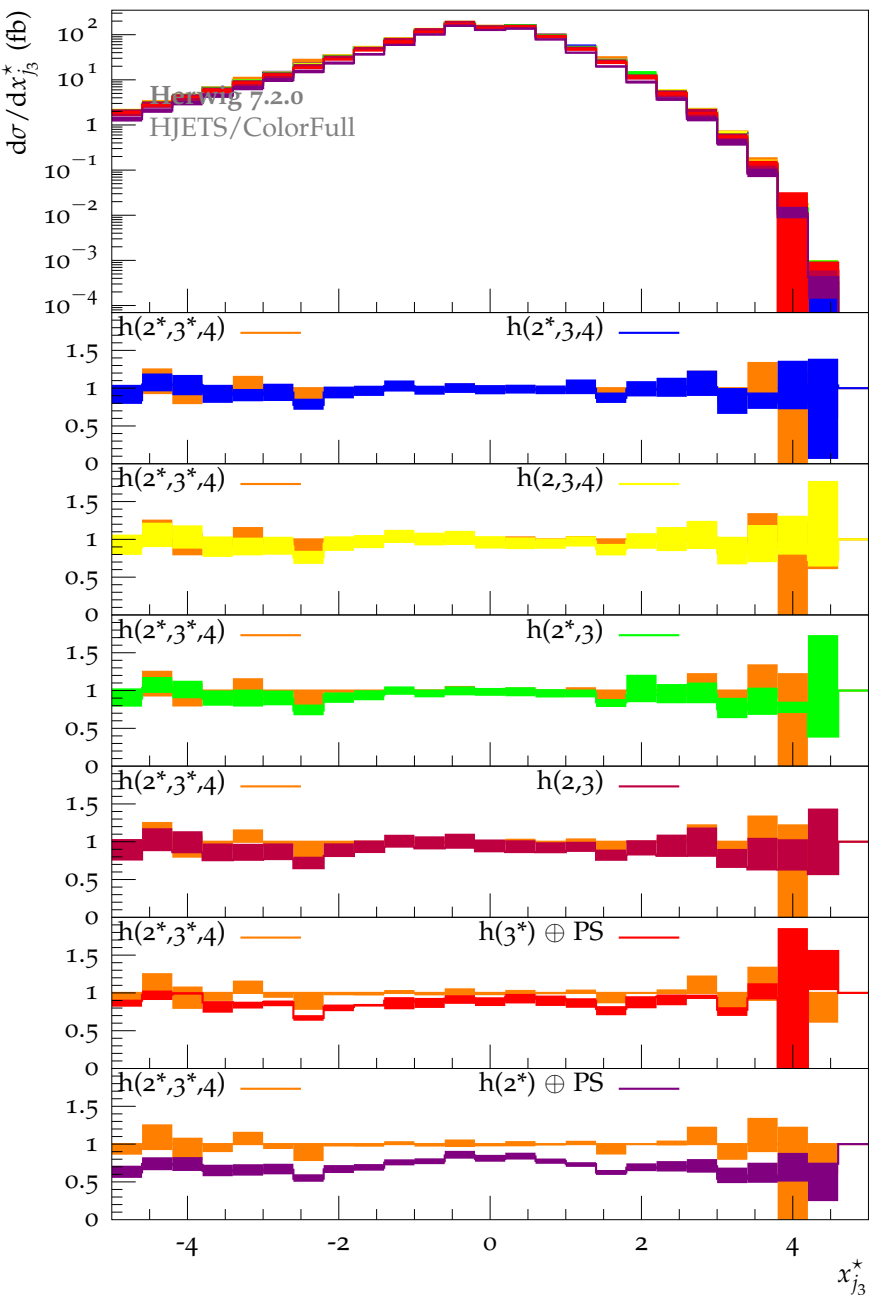 dσ/dx⋆j3 (fb)
10²
10¹
1
10⁻¹
10⁻²
10⁻³
10⁻⁴
Herwig 7.2.0
HJETS/ColorFull
h(2*,3*,4) h(2*,3,4)
1.5
1
0.5
0
h(2*,3*,4) h(2,3,4)
1.5
1
0.5
0
h(2*,3*,4) h(2*,3)
1.5
1
0.5
0
h(2*,3*,4) h(2,3)
1.5
1
0.5
0
h(2*,3*,4) h(3*) ⊕ PS
1.5
1
0.5
0
h(2*,3*,4) h(2*) ⊕ PS
1.5
1
0.5
0
-4 -2 0 2 4
x⋆j3